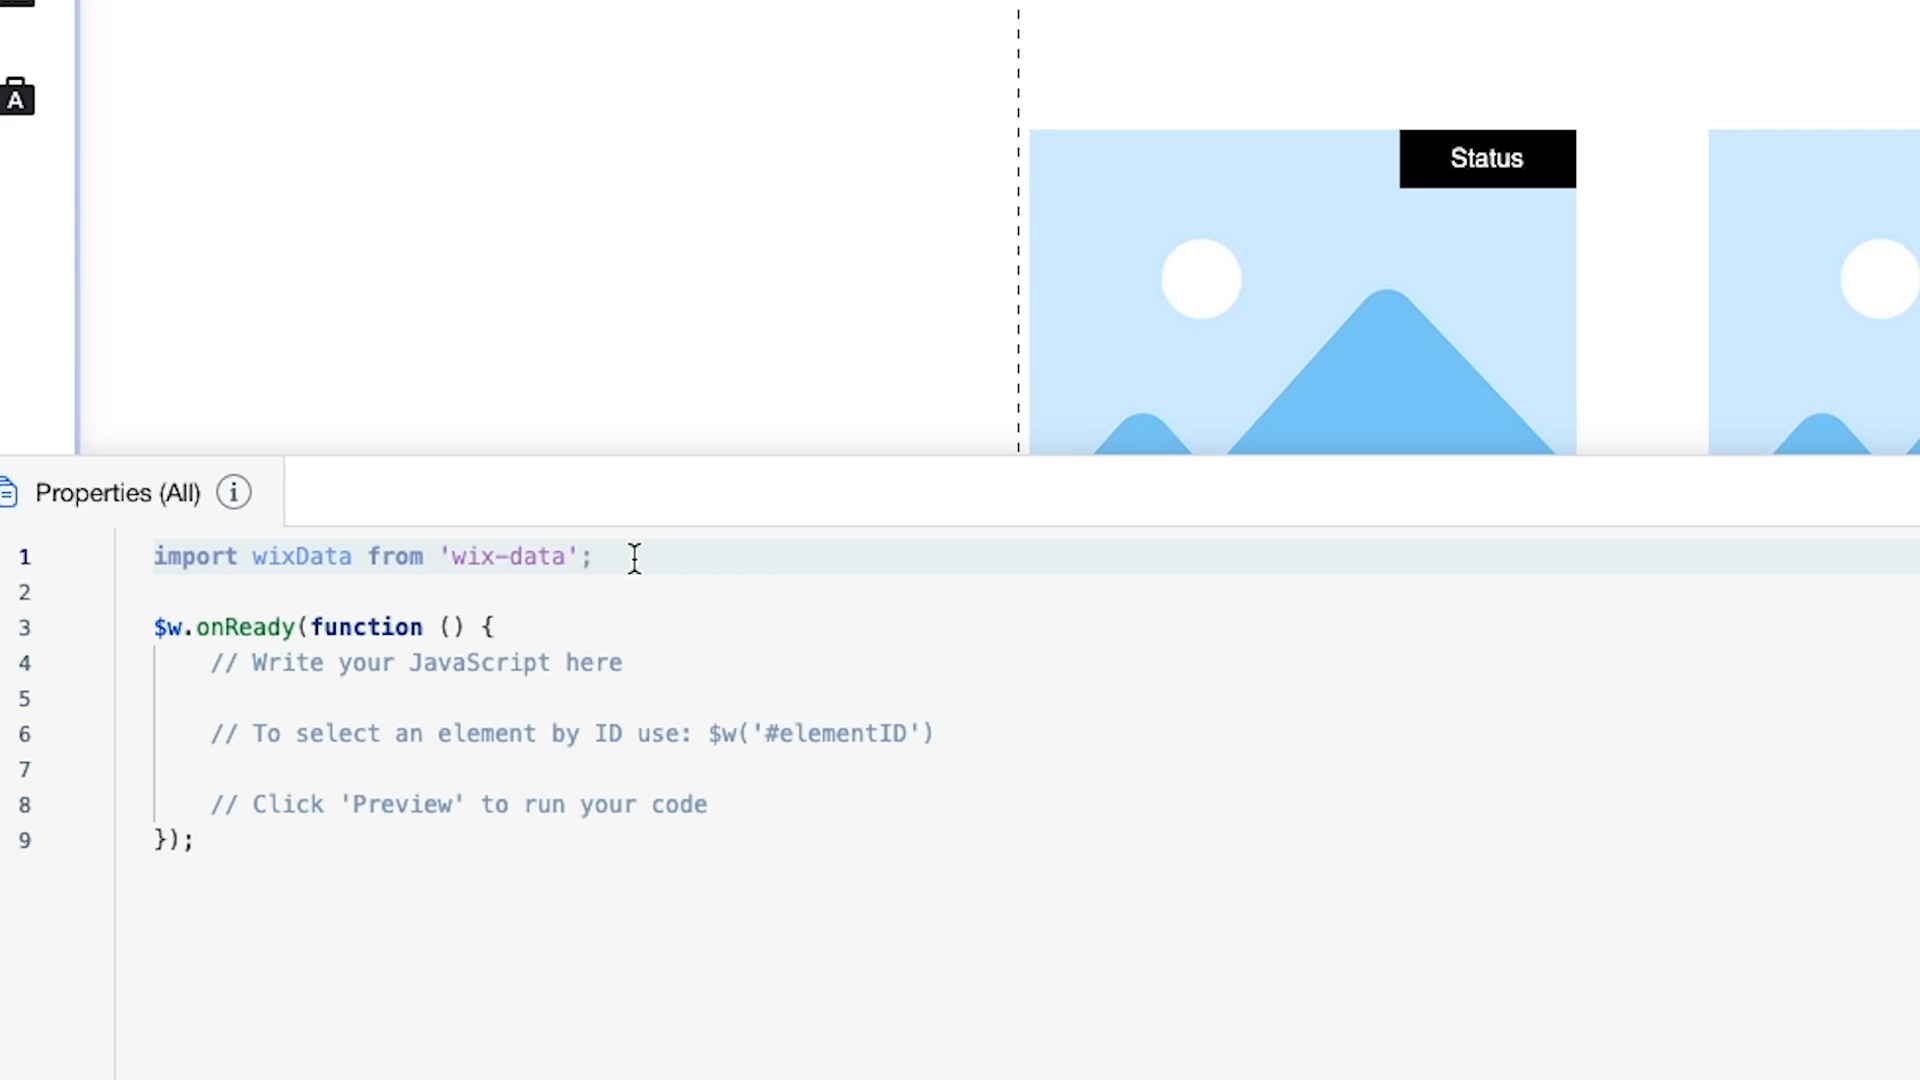 A
Status
Properties (All) i
1 import wixData from 'wix-data';
2
3 $w.onReady(function () {
4 // Write your JavaScript here
5
6 // To select an element by ID use: $w('#elementID')
7
8 // Click 'Preview' to run your code
9 });